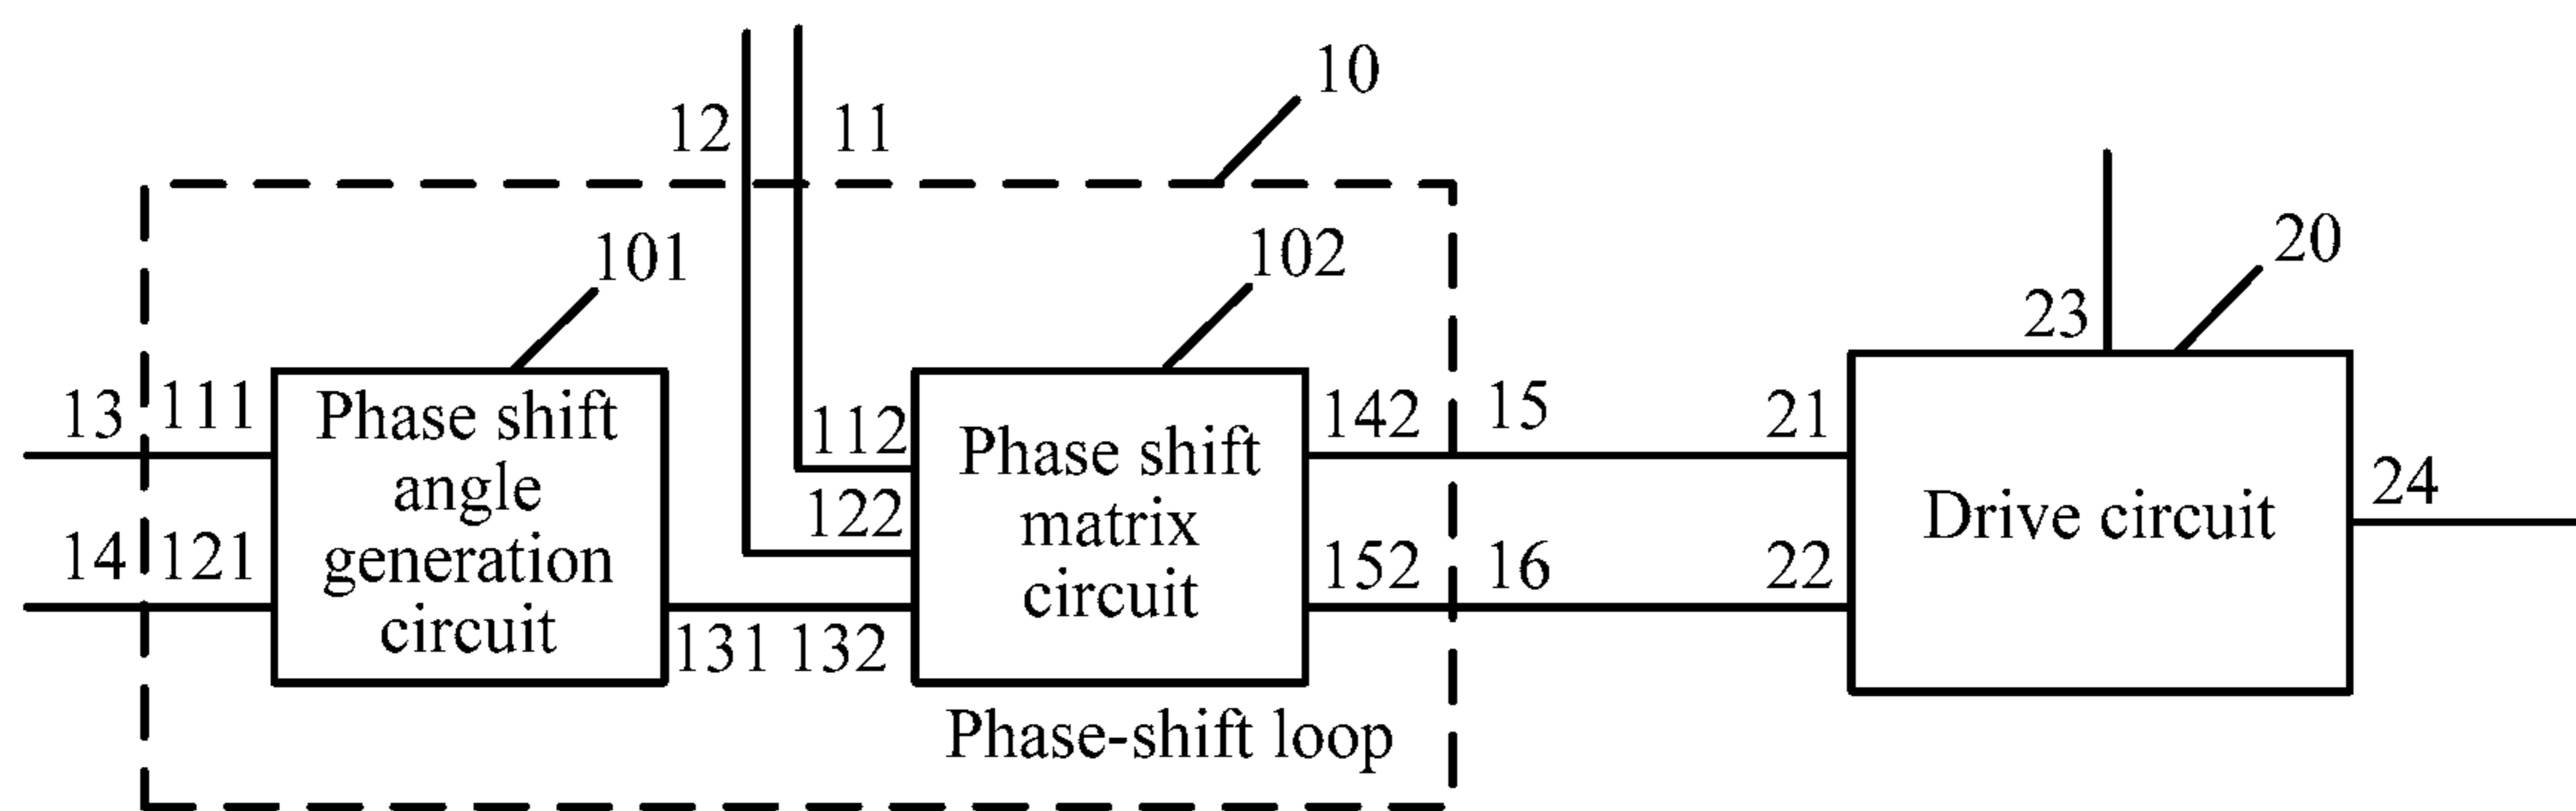 10
12
11
101
102
20
23
13
111
Phase shift
angle
generation
circuit
14
121
131
132
112
122
Phase shift
matrix
circuit
142
152
15
16
21
22
Drive circuit
24
Phase-shift loop